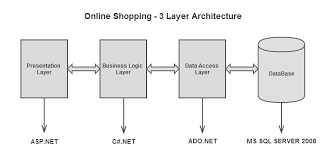 Online Shopping - 3 Layer Architecture
Presentation
Layer
Business Logic
Layer
Data Access
Layer
DataBase
ASP.NET
C#.NET
ADO.NET
MS SQL SERVER 2008